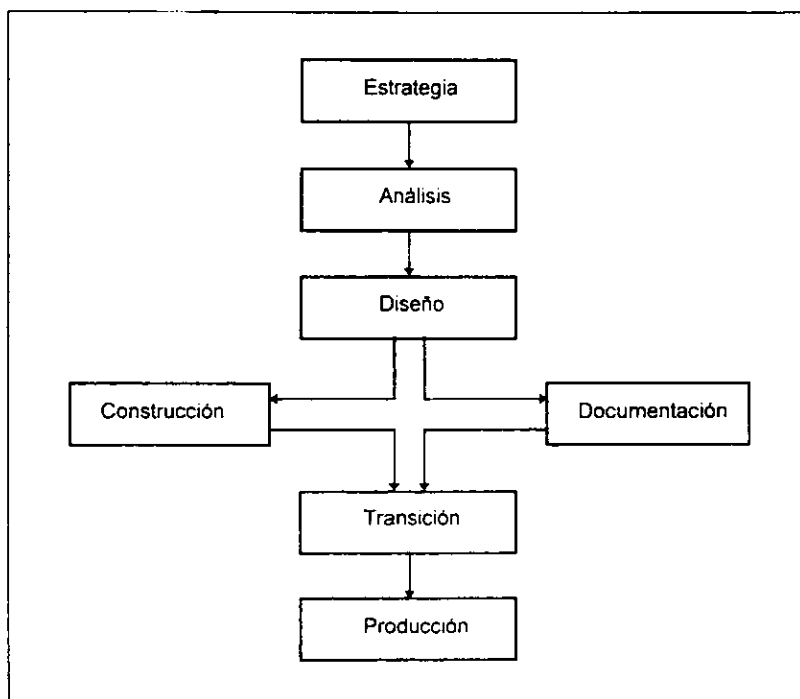 Estrategia
Análisis
Diseño
Construcción
Documentación
Transición
Producción